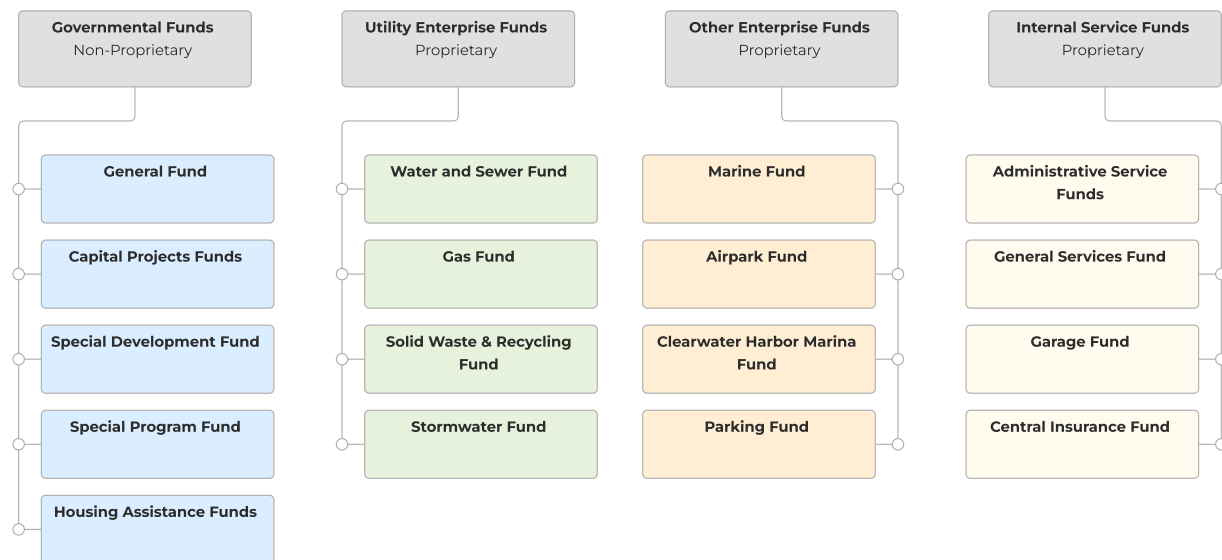 Governmental Funds
Non-Proprietary
General Fund
Capital Projects Funds
Special Development Fund
Special Program Fund
Housing Assistance Funds
Utility Enterprise Funds
Proprietary
Water and Sewer Fund
Gas Fund
Solid Waste & Recycling
Fund
Stormwater Fund
Other Enterprise Funds
Proprietary
Marine Fund
Airpark Fund
Clearwater Harbor Marina
Fund
Parking Fund
Internal Service Funds
Proprietary
Administrative Service
Funds
General Services Fund
Garage Fund
Central Insurance Fund